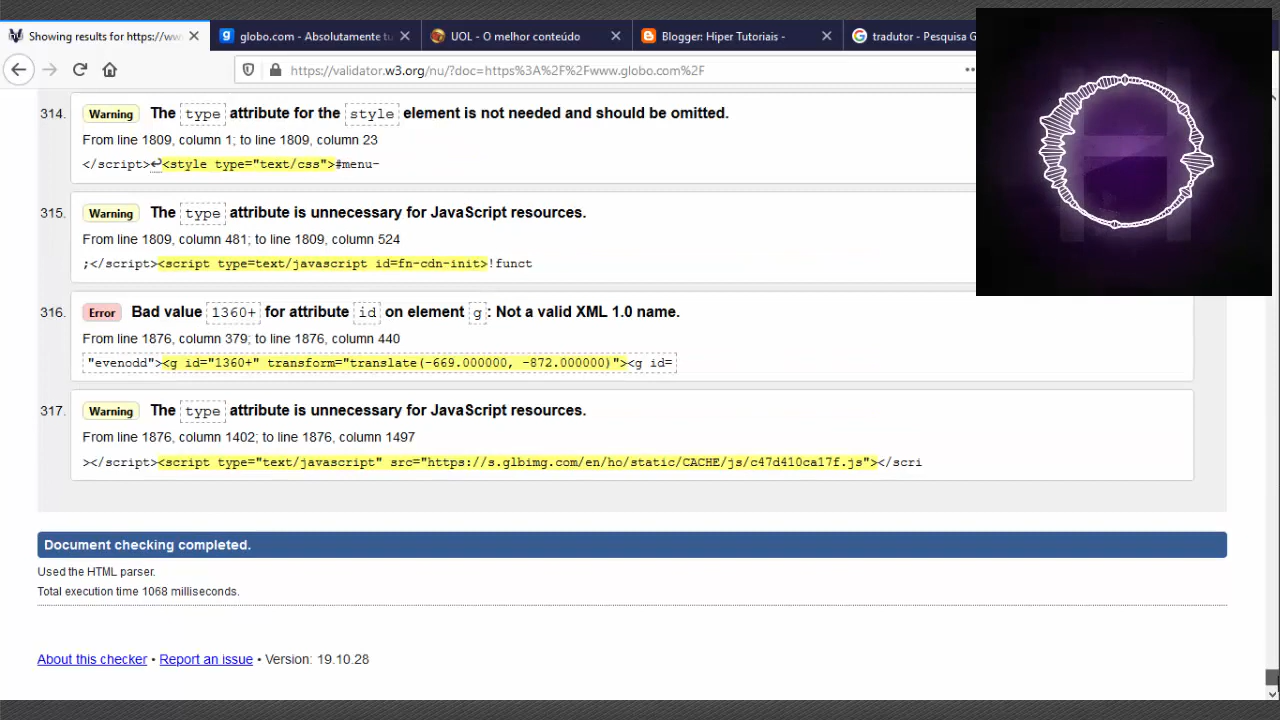 Showing results for https://ww
globo.com - Absolutamente tu
UOL - O melhor conteúdo
Blogger: Hiper Tutoriais -
tradutor - Pesquisa G
https://validator.w3.org/nu/?doc=https%3A%2F%2Fwww.globo.com%2F
314. Warning The type attribute for the style element is not needed and should be omitted.
From line 1809, column 1; to line 1809, column 23
</script>↩<style type="text/css">#menu-
315. Warning The type attribute is unnecessary for JavaScript resources.
From line 1809, column 481; to line 1809, column 524
;</script><script type=text/javascript id=fn-cdn-init>!funct
316. Error Bad value 1360+ for attribute id on element g: Not a valid XML 1.0 name.
From line 1876, column 379; to line 1876, column 440
"evenodd"><g id="1360+" transform="translate(-669.000000, -872.000000)"><g id=
317. Warning The type attribute is unnecessary for JavaScript resources.
From line 1876, column 1402; to line 1876, column 1497
></script><script type="text/javascript" src="https://s.glbimg.com/en/ho/static/CACHE/js/c47d410ca17f.js"></scri
Document checking completed.
Used the HTML parser.
Total execution time 1068 milliseconds.
About this checker • Report an issue • Version: 19.10.28